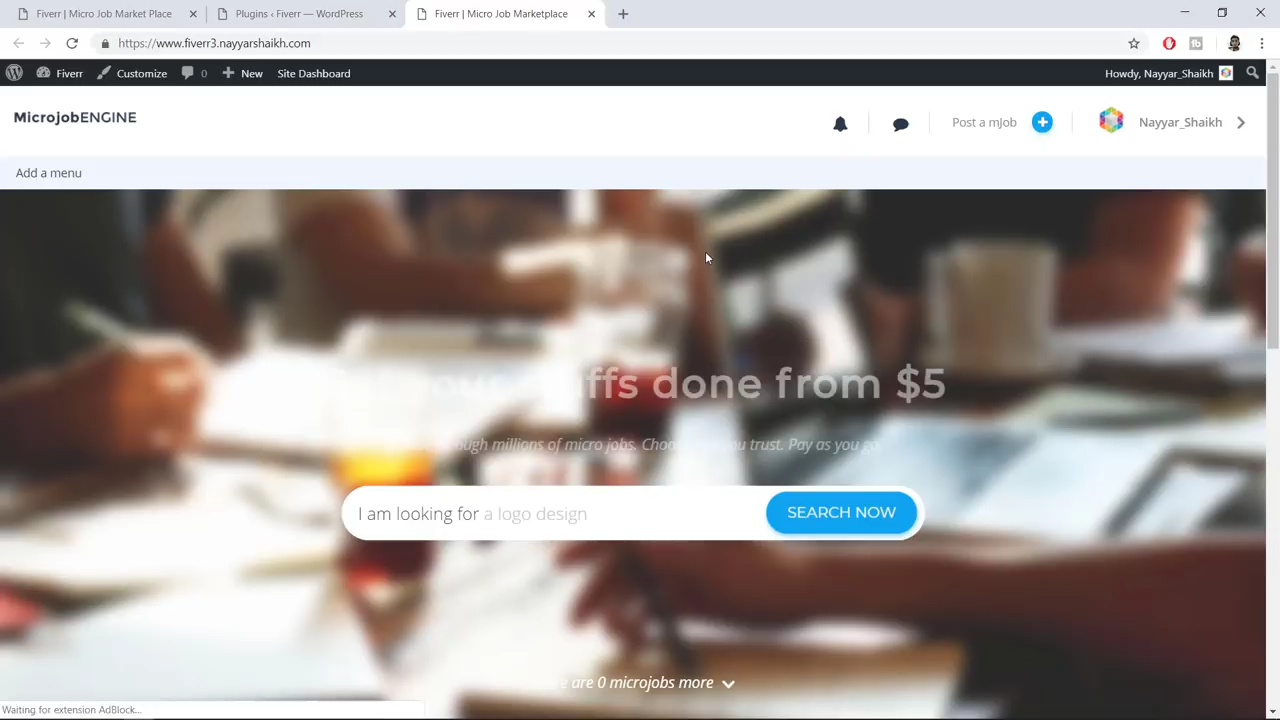 Fiverr | Micro Job Market Place
Plugins ‹ Fiverr — WordPress
Fiverr | Micro Job Marketplace
https://www.fiverr3.nayyarshaikh.com
Fiverr
Customize
0
New
Site Dashboard
Howdy, Nayyar_Shaikh
MicrojobENGINE
Post a mJob
Nayyar_Shaikh
Add a menu
done from $5
millions of micro jobs. you trust. Pay as you go
I am looking for a logo design
SEARCH NOW
are 0 microjobs more
Waiting for extension AdBlock...